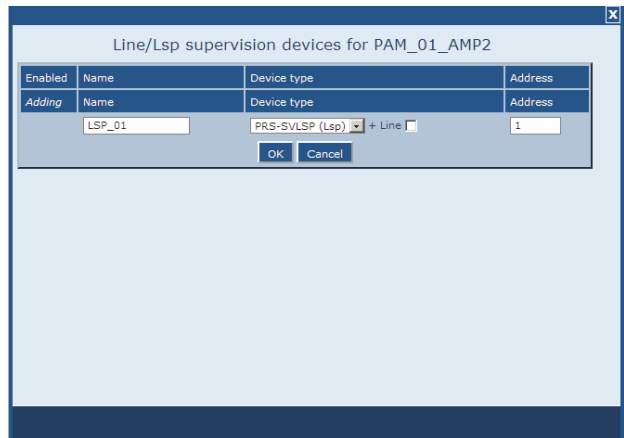 X
Line/Lsp supervision devices for PAM_01_AMP2
Enabled Name Device type Address
Adding Name Device type Address
LSP_01 PRS-SVLSP (Lsp) + Line 1
OK Cancel